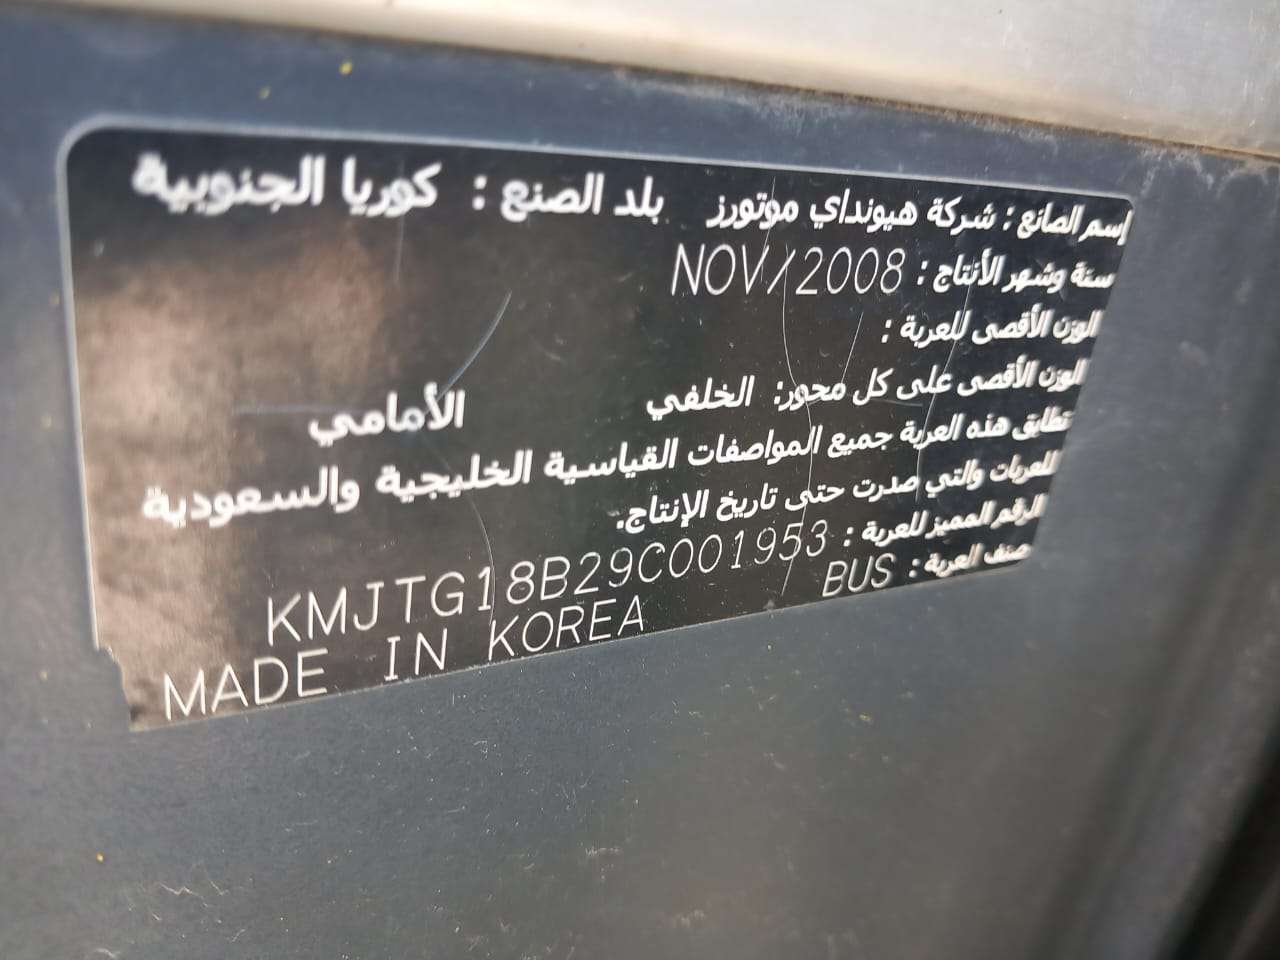 إسم الصانع : شركة هيونداي موتورز بلد الصنع : كوريا الجنوبية
سنة وشهر الأنتاج : NOV/2008
الوزن الأقصى للعربة :
الوزن الأقصى على كل محور: الخلفي الأمامي
تطابق هذه العربة جميع المواصفات القياسية الخليجية والسعودية
للعربات والتي صدرت حتى تاريخ الإنتاج.
الرقم المميز للعربة : KMJTG18B29C001953
صنف العربة : BUS
MADE IN KOREA